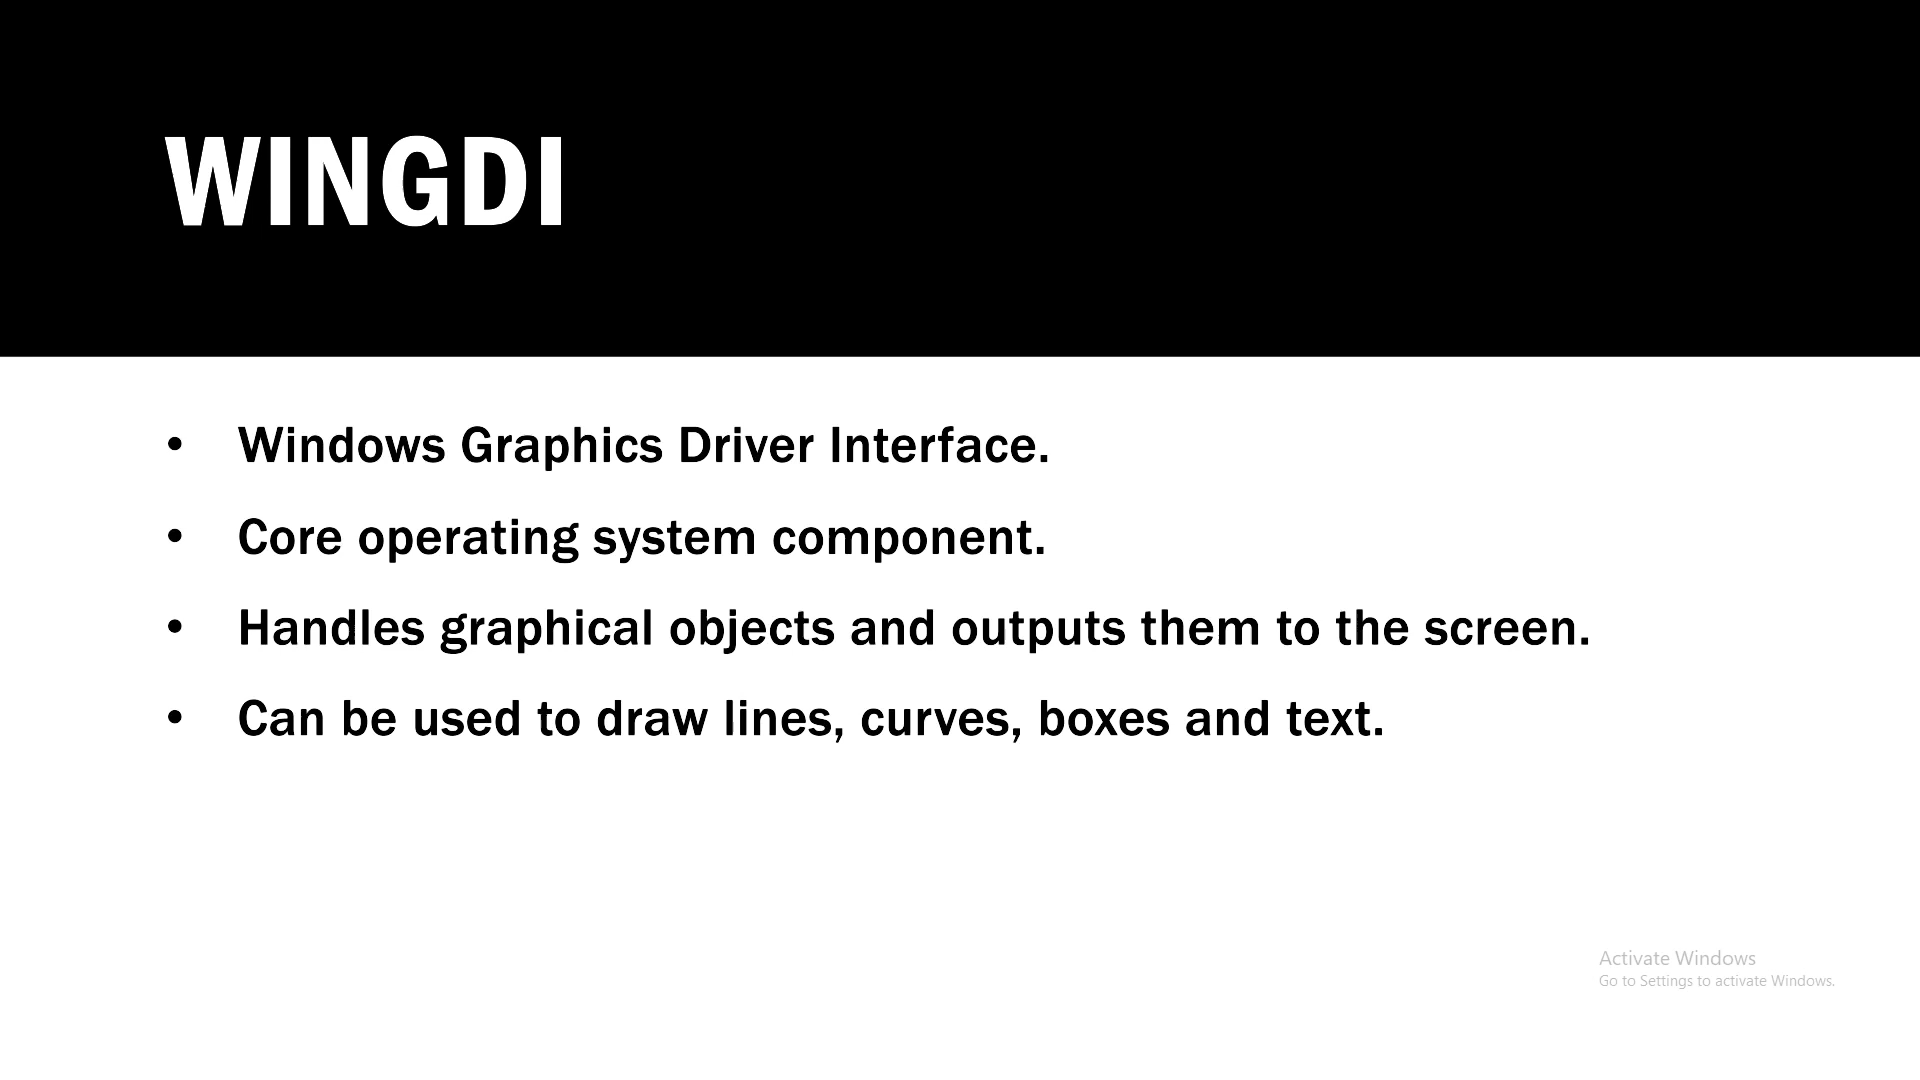 WINGDI
• Windows Graphics Driver Interface.
• Core operating system component.
• Handles graphical objects and outputs them to the screen.
• Can be used to draw lines, curves, boxes and text.
Activate Windows
Go to Settings to activate Windows.